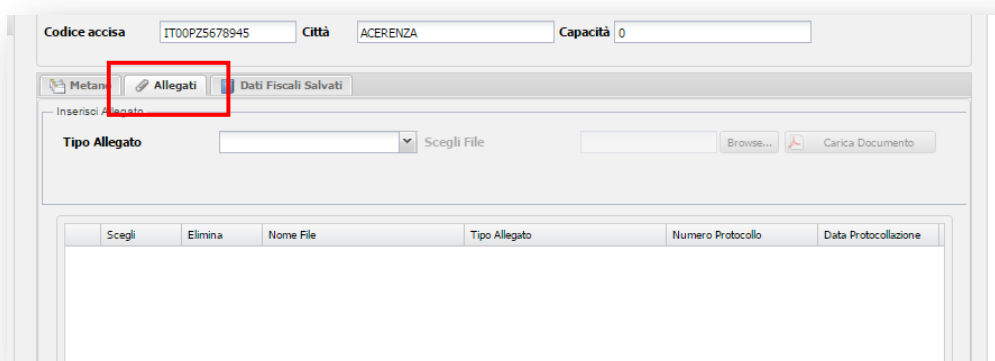 Codice accisa IT00PZ5678945 Città ACERENZA Capacità 0
Metano Allegati Dati Fiscali Salvati
Inserisci Allegato
Tipo Allegato Scegli File Browse... Carica Documento
Scegli Elimina Nome File Tipo Allegato Numero Protocollo Data Protocollazione